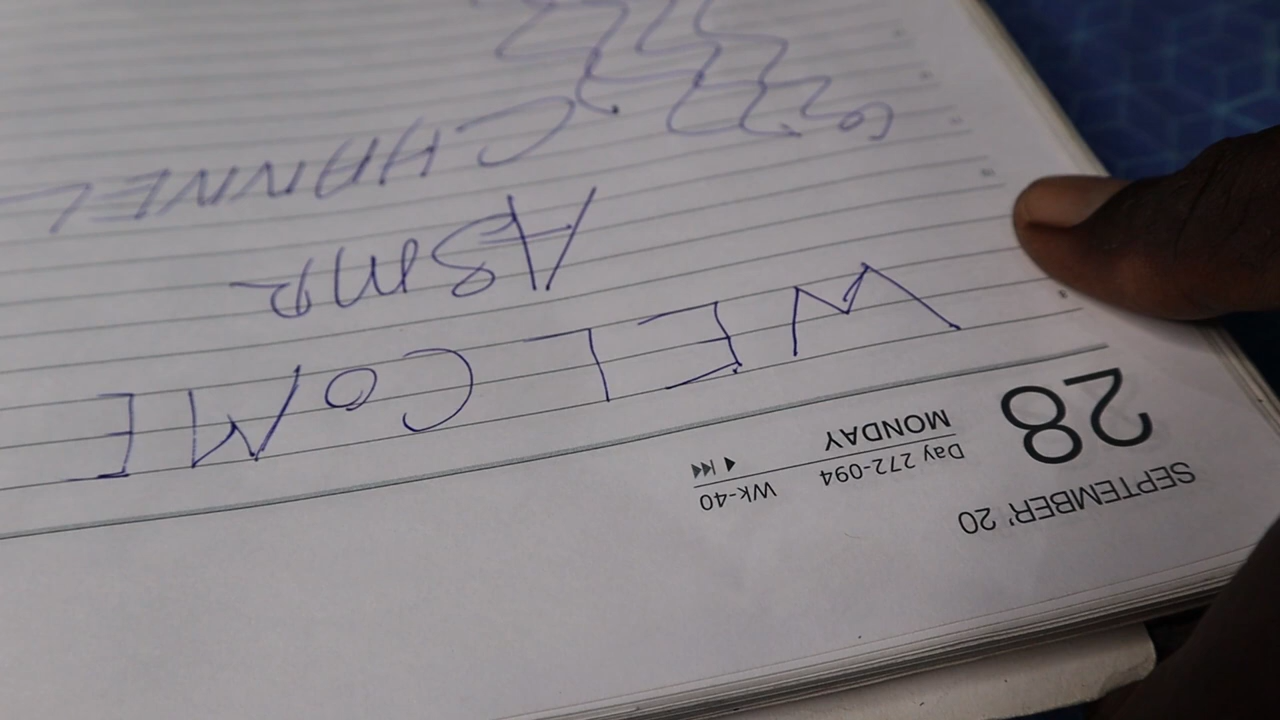 SEPTEMBER' 20
28
Day 272-094
Wk-40
MONDAY
WELCOME
ASMR
CHANNEL